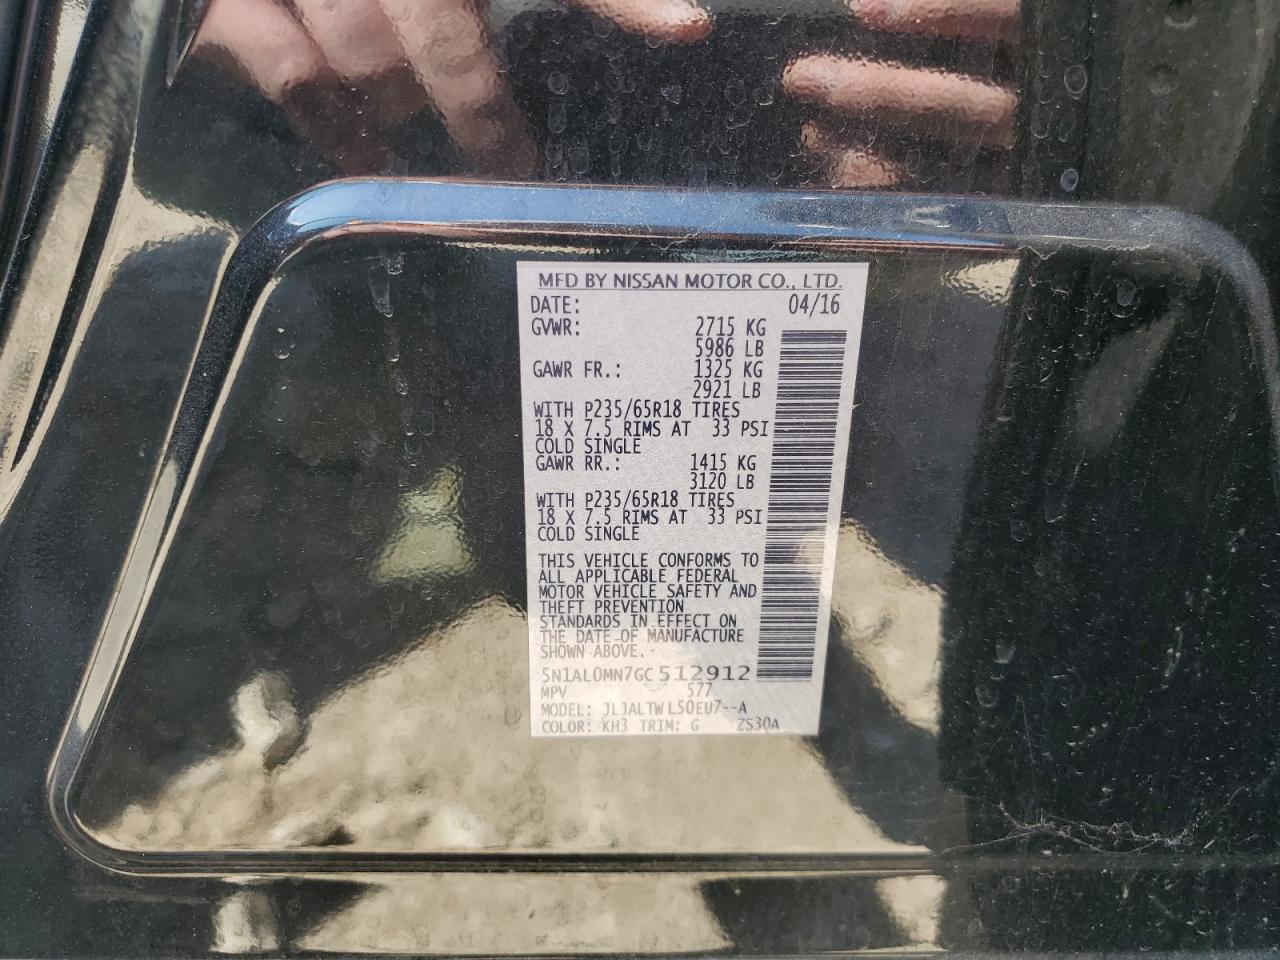 MFD BY NISSAN MOTOR CO., LTD.
DATE: 04/16
GVWR: 2715 KG
5986 LB
GAWR FR.: 1325 KG
2921 LB
WITH P235/65R18 TIRES
18 X 7.5 RIMS AT 33 PSI
COLD SINGLE
GAWR RR.: 1415 KG
3120 LB
WITH P235/65R18 TIRES
18 X 7.5 RIMS AT 33 PSI
COLD SINGLE
THIS VEHICLE CONFORMS TO
ALL APPLICABLE FEDERAL
MOTOR VEHICLE SAFETY AND
THEFT PREVENTION
STANDARDS IN EFFECT ON
THE DATE OF MANUFACTURE
SHOWN ABOVE.
5N1AL0MN7GC512912
MPV 577
MODEL: JLJALTWL50EU7--A
COLOR: KH3 TRIM: G ZS30A